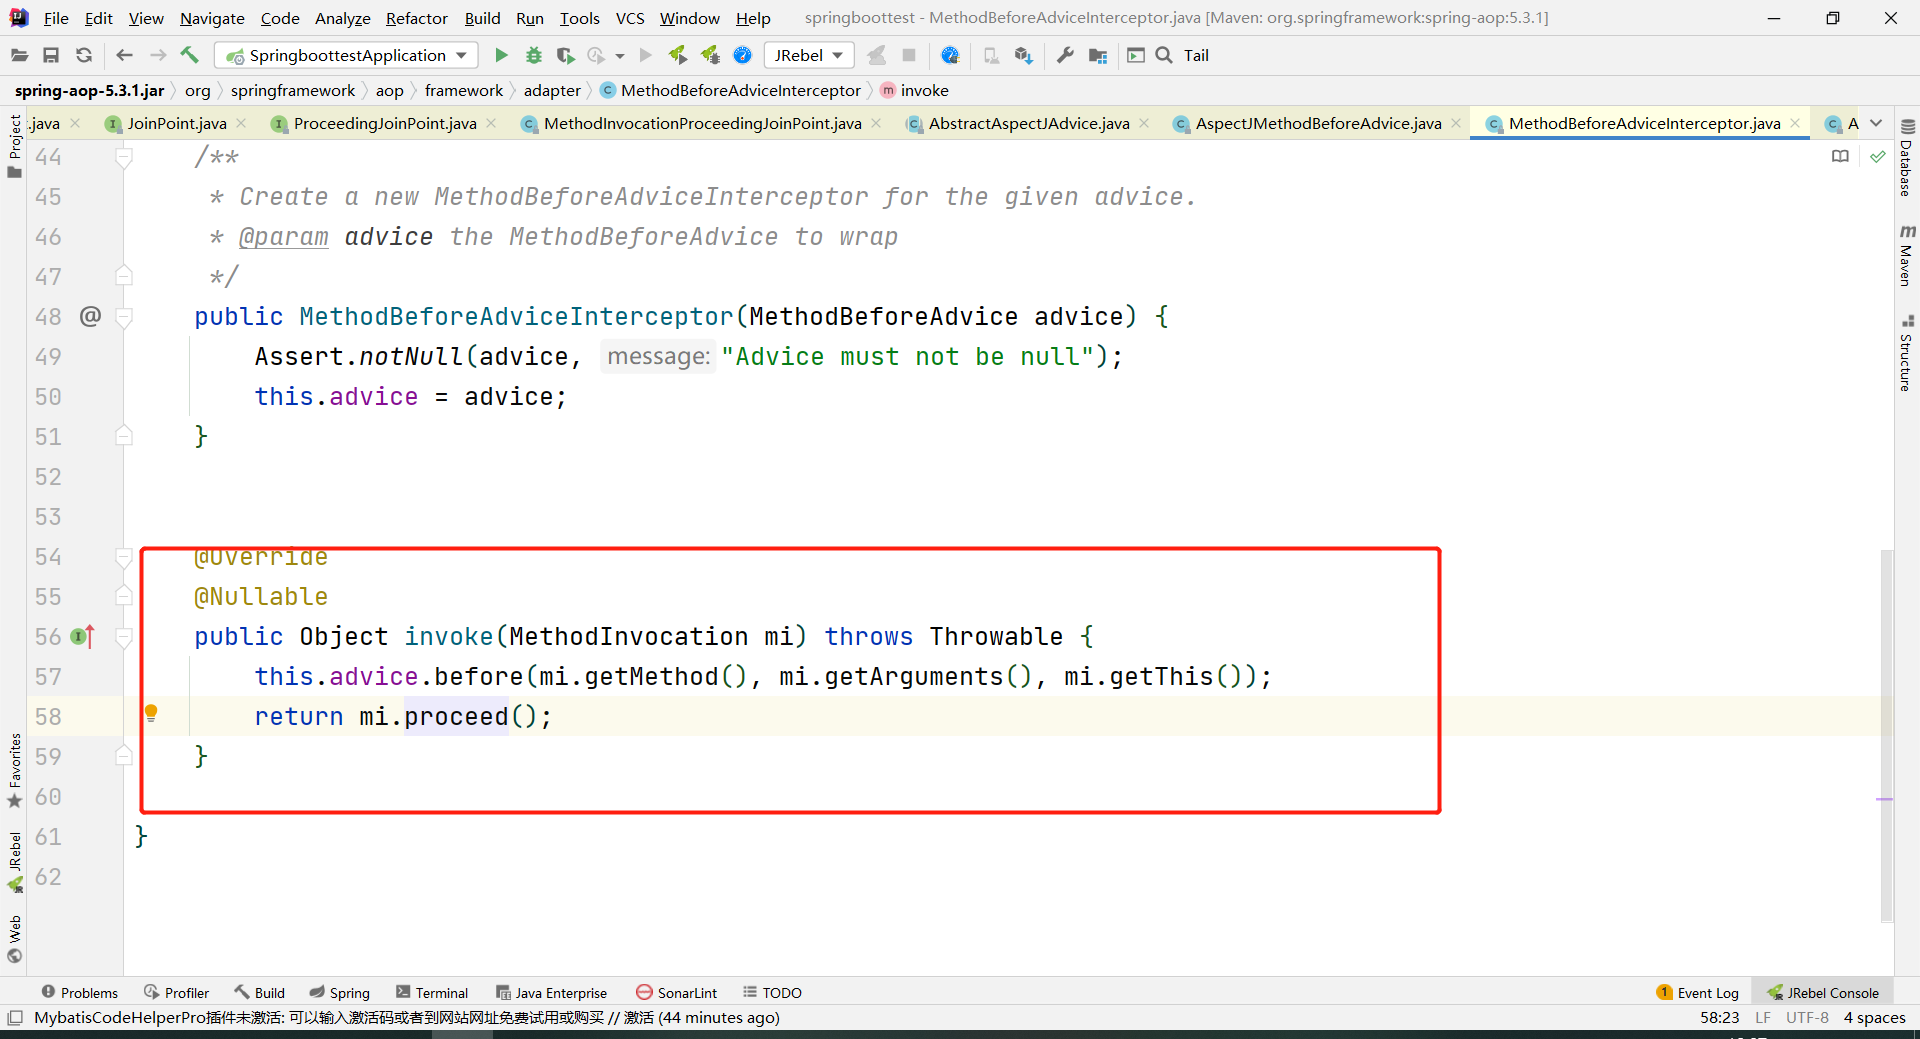 File Edit View Navigate Code Analyze Refactor Build Run Tools VCS Window Help springboottest - MethodBeforeAdviceInterceptor.java [Maven: org.springframework:spring-aop:5.3.1]
SpringboottestApplication JRebel Tail
spring-aop-5.3.1.jar org springframework aop framework adapter C MethodBeforeAdviceInterceptor m invoke
.java JoinPoint.java ProceedingJoinPoint.java MethodInvocationProceedingJoinPoint.java AbstractAspectJAdvice.java AspectJMethodBeforeAdvice.java MethodBeforeAdviceInterceptor.java A
Project
Favorites
JRebel
Web
44 /**
45 * Create a new MethodBeforeAdviceInterceptor for the given advice.
46 * @param advice the MethodBeforeAdvice to wrap
47 */
48 @ public MethodBeforeAdviceInterceptor(MethodBeforeAdvice advice) {
49 Assert.notNull(advice, message: "Advice must not be null");
50 this.advice = advice;
51 }
52
53
54 @Override
55 @Nullable
56 public Object invoke(MethodInvocation mi) throws Throwable {
57 this.advice.before(mi.getMethod(), mi.getArguments(), mi.getThis());
58 return mi.proceed();
59 }
60
61 }
62
Database
Maven
Structure
Problems Profiler Build Spring Terminal Java Enterprise SonarLint TODO 1 Event Log JRebel Console
MybatisCodeHelperPro插件未激活: 可以输入激活码或者到网站网址免费试用或购买 // 激活 (44 minutes ago) 58:23 LF UTF-8 4 spaces